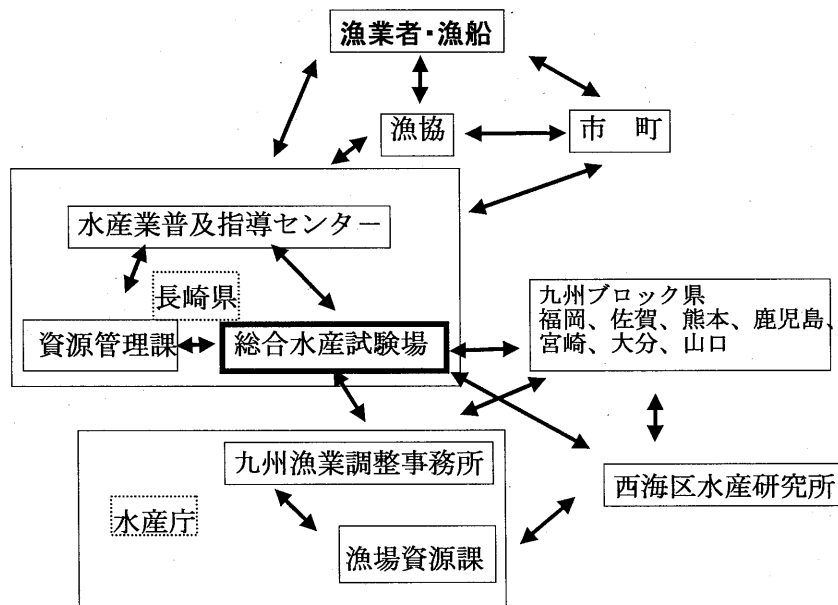 漁業者・漁船
漁協
市　町
水産業普及指導センター
長崎県
資源管理課
総合水産試験場
九州ブロック県
福岡、佐賀、熊本、鹿児島、
宮崎、大分、山口
九州漁業調整事務所
西海区水産研究所
水産庁
漁場資源課